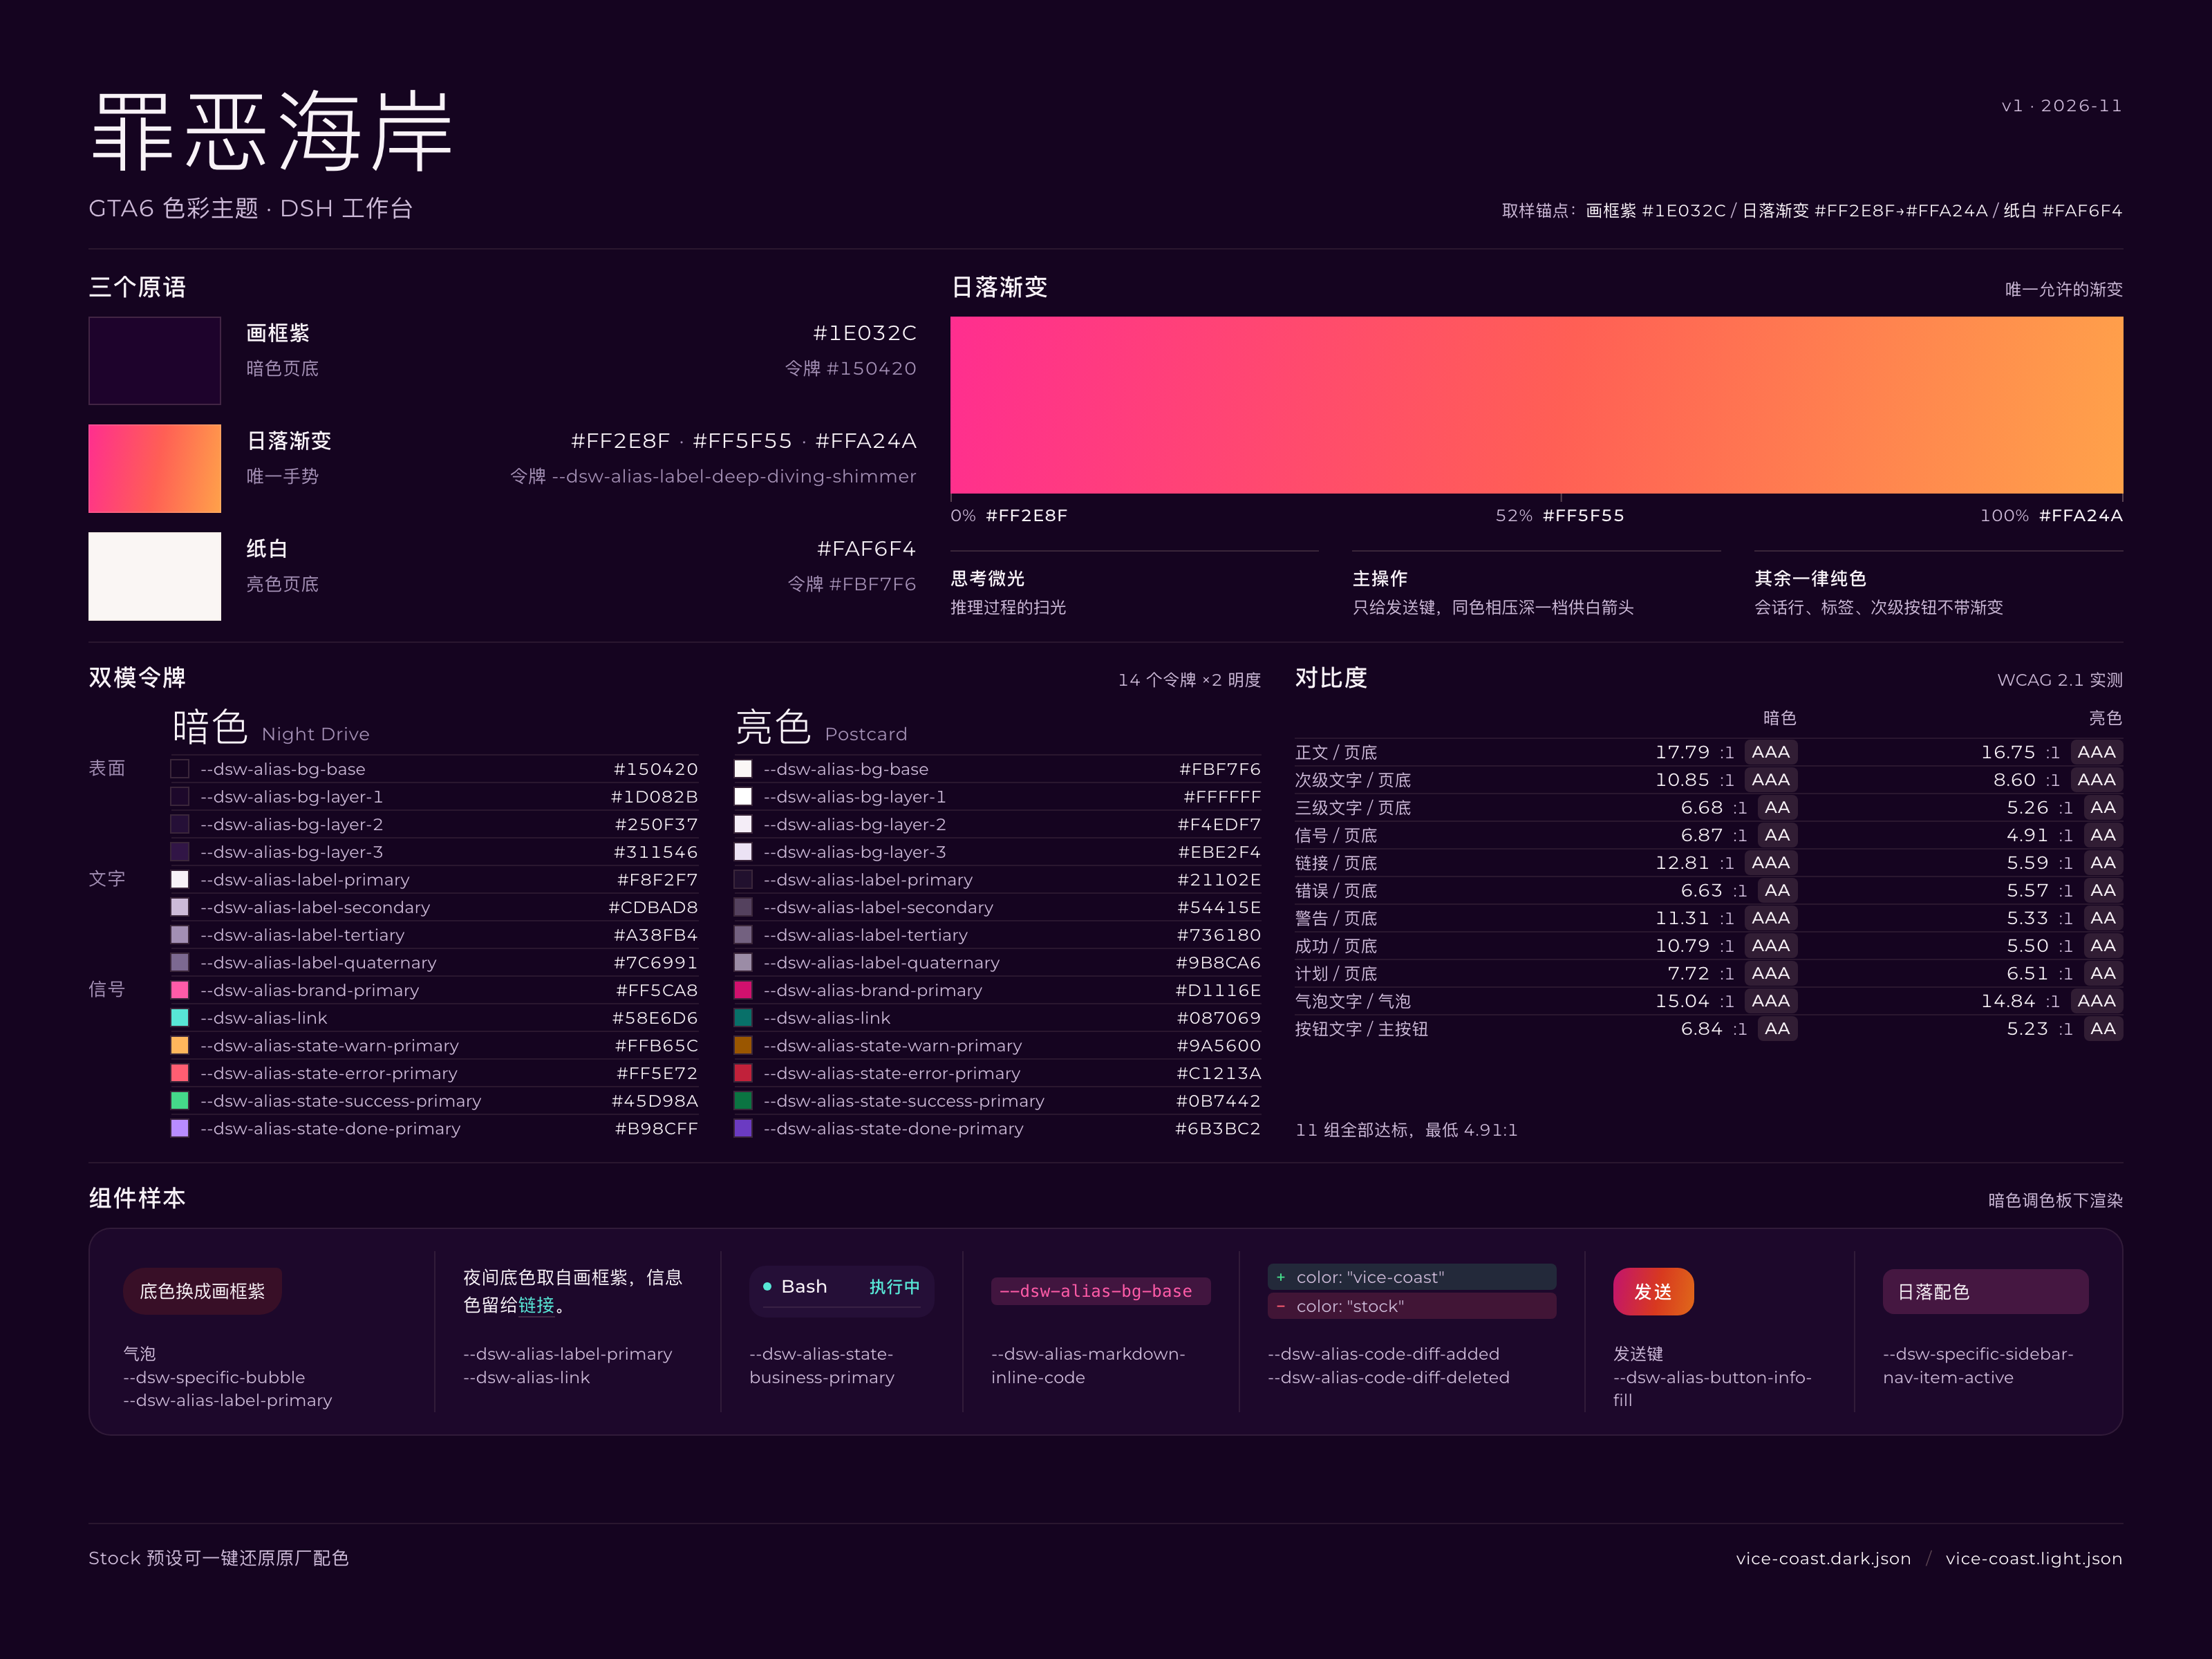 罪恶海岸
v1 · 2026-11
GTA6 色彩主题 · DSH 工作台
取样锚点：画框紫 #1E032C / 日落渐变 #FF2E8F→#FFA24A / 纸白 #FAF6F4
三个原语
画框紫 #1E032C
暗色页底 令牌 #150420
日落渐变 #FF2E8F · #FF5F55 · #FFA24A
唯一手势 令牌 --dsw-alias-label-deep-diving-shimmer
纸白 #FAF6F4
亮色页底 令牌 #FBF7F6
日落渐变 唯一允许的渐变
0% #FF2E8F 52% #FF5F55 100% #FFA24A
思考微光
推理过程的扫光
主操作
只给发送键，同色相压深一档供白箭头
其余一律纯色
会话行、标签、次级按钮不带渐变
双模令牌 14 个令牌 ×2 明度
暗色 Night Drive
表面
--dsw-alias-bg-base #150420
--dsw-alias-bg-layer-1 #1D082B
--dsw-alias-bg-layer-2 #250F37
--dsw-alias-bg-layer-3 #311546
文字
--dsw-alias-label-primary #F8F2F7
--dsw-alias-label-secondary #CDBAD8
--dsw-alias-label-tertiary #A38FB4
--dsw-alias-label-quaternary #7C6991
信号
--dsw-alias-brand-primary #FF5CA8
--dsw-alias-link #58E6D6
--dsw-alias-state-warn-primary #FFB65C
--dsw-alias-state-error-primary #FF5E72
--dsw-alias-state-success-primary #45D98A
--dsw-alias-state-done-primary #B98CFF
亮色 Postcard
--dsw-alias-bg-base #FBF7F6
--dsw-alias-bg-layer-1 #FFFFFF
--dsw-alias-bg-layer-2 #F4EDF7
--dsw-alias-bg-layer-3 #EBE2F4
--dsw-alias-label-primary #21102E
--dsw-alias-label-secondary #54415E
--dsw-alias-label-tertiary #736180
--dsw-alias-label-quaternary #9B8CA6
--dsw-alias-brand-primary #D1116E
--dsw-alias-link #087069
--dsw-alias-state-warn-primary #9A5600
--dsw-alias-state-error-primary #C1213A
--dsw-alias-state-success-primary #0B7442
--dsw-alias-state-done-primary #6B3BC2
对比度 WCAG 2.1 实测
暗色 亮色
正文 / 页底 17.79 :1 AAA 16.75 :1 AAA
次级文字 / 页底 10.85 :1 AAA 8.60 :1 AAA
三级文字 / 页底 6.68 :1 AA 5.26 :1 AA
信号 / 页底 6.87 :1 AA 4.91 :1 AA
链接 / 页底 12.81 :1 AAA 5.59 :1 AA
错误 / 页底 6.63 :1 AA 5.57 :1 AA
警告 / 页底 11.31 :1 AAA 5.33 :1 AA
成功 / 页底 10.79 :1 AAA 5.50 :1 AA
计划 / 页底 7.72 :1 AAA 6.51 :1 AA
气泡文字 / 气泡 15.04 :1 AAA 14.84 :1 AAA
按钮文字 / 主按钮 6.84 :1 AA 5.23 :1 AA
11 组全部达标，最低 4.91:1
组件样本 暗色调色板下渲染
底色换成画框紫
气泡
--dsw-specific-bubble
--dsw-alias-label-primary
夜间底色取自画框紫，信息
色留给链接。
--dsw-alias-label-primary
--dsw-alias-link
Bash 执行中
--dsw-alias-state-
business-primary
--dsw-alias-bg-base
--dsw-alias-markdown-
inline-code
+ color: "vice-coast"
− color: "stock"
--dsw-alias-code-diff-added
--dsw-alias-code-diff-deleted
发送
发送键
--dsw-alias-button-info-
fill
日落配色
--dsw-specific-sidebar-
nav-item-active
Stock 预设可一键还原原厂配色
vice-coast.dark.json / vice-coast.light.json